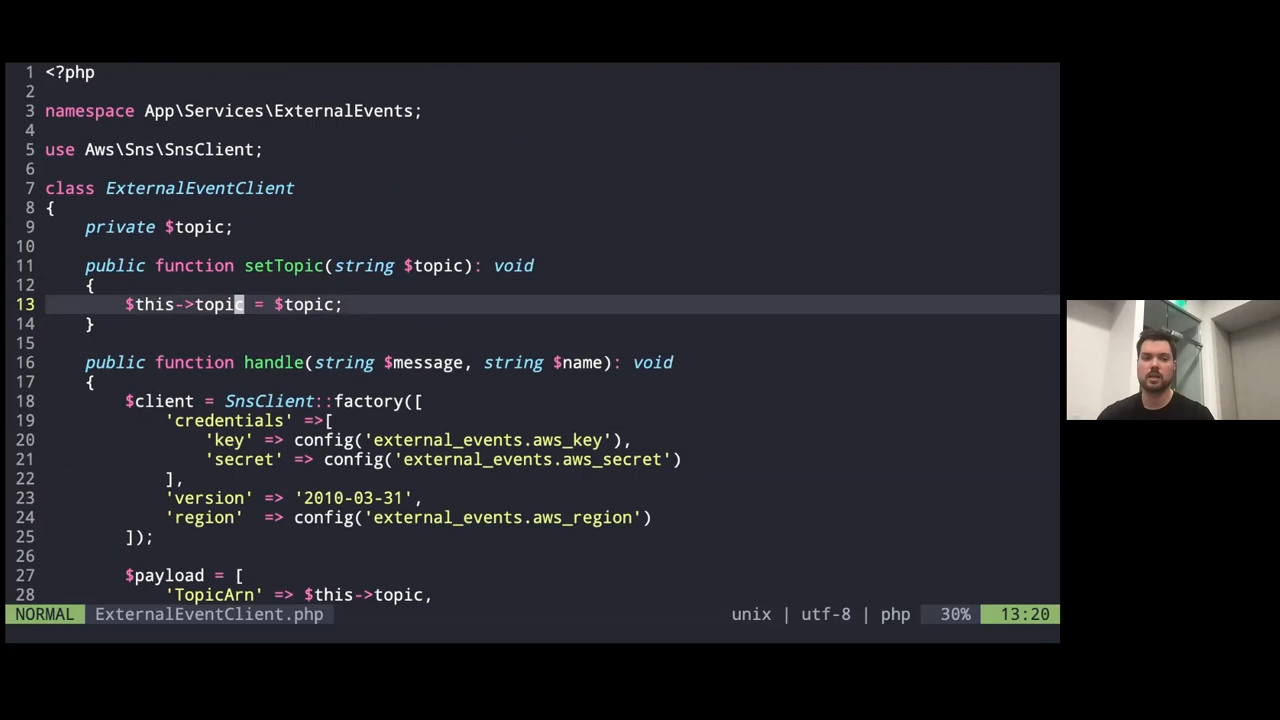 1 <?php
2
3 namespace App\Services\ExternalEvents;
4
5 use Aws\Sns\SnsClient;
6
7 class ExternalEventClient
8 {
9     private $topic;
10
11     public function setTopic(string $topic): void
12     {
13         $this->topic = $topic;
14     }
15
16     public function handle(string $message, string $name): void
17     {
18         $client = SnsClient::factory([
19             'credentials' =>[
20                 'key' => config('external_events.aws_key'),
21                 'secret' => config('external_events.aws_secret')
22             ],
23             'version' => '2010-03-31',
24             'region'  => config('external_events.aws_region')
25         ]);
26
27         $payload = [
28             'TopicArn' => $this->topic,
NORMAL ExternalEventClient.php unix | utf-8 | php 30% 13:20